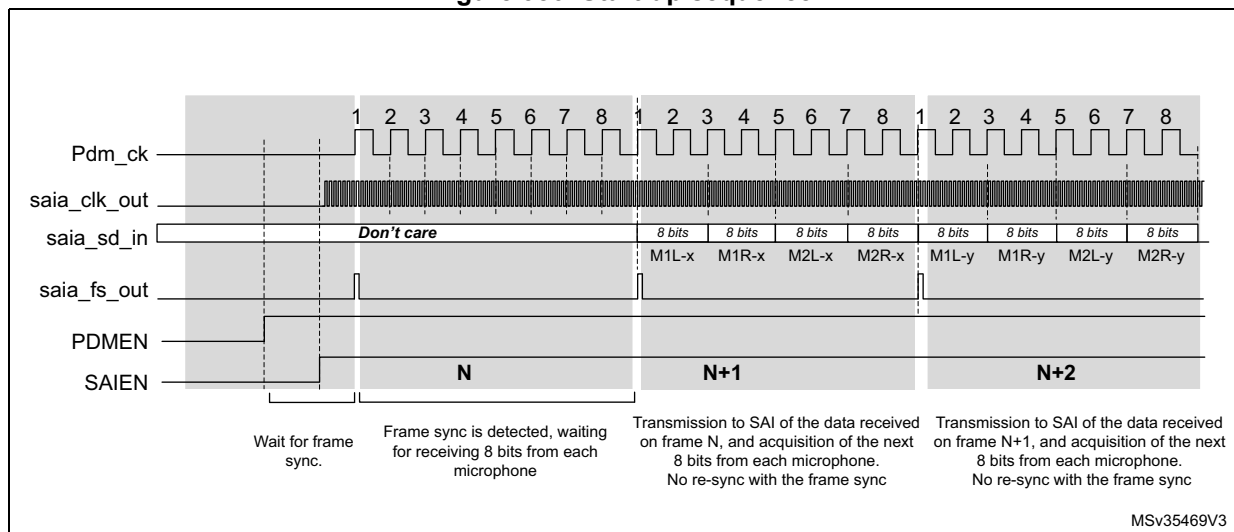 1 2 3 4 5 6 7 8 1 2 3 4 5 6 7 8 1 2 3 4 5 6 7 8
Pdm_ck
saia_clk_out
saia_sd_in Don't care 8 bits 8 bits 8 bits 8 bits 8 bits 8 bits 8 bits 8 bits
M1L-x M1R-x M2L-x M2R-x M1L-y M1R-y M2L-y M2R-y
saia_fs_out
PDMEN
SAIEN N N+1 N+2
Wait for frame
sync.
Frame sync is detected, waiting
for receiving 8 bits from each
microphone
Transmission to SAI of the data received
on frame N, and acquisition of the next
8 bits from each microphone.
No re-sync with the frame sync
Transmission to SAI of the data received
on frame N+1, and acquisition of the next
8 bits from each microphone.
No re-sync with the frame sync
MSv35469V3